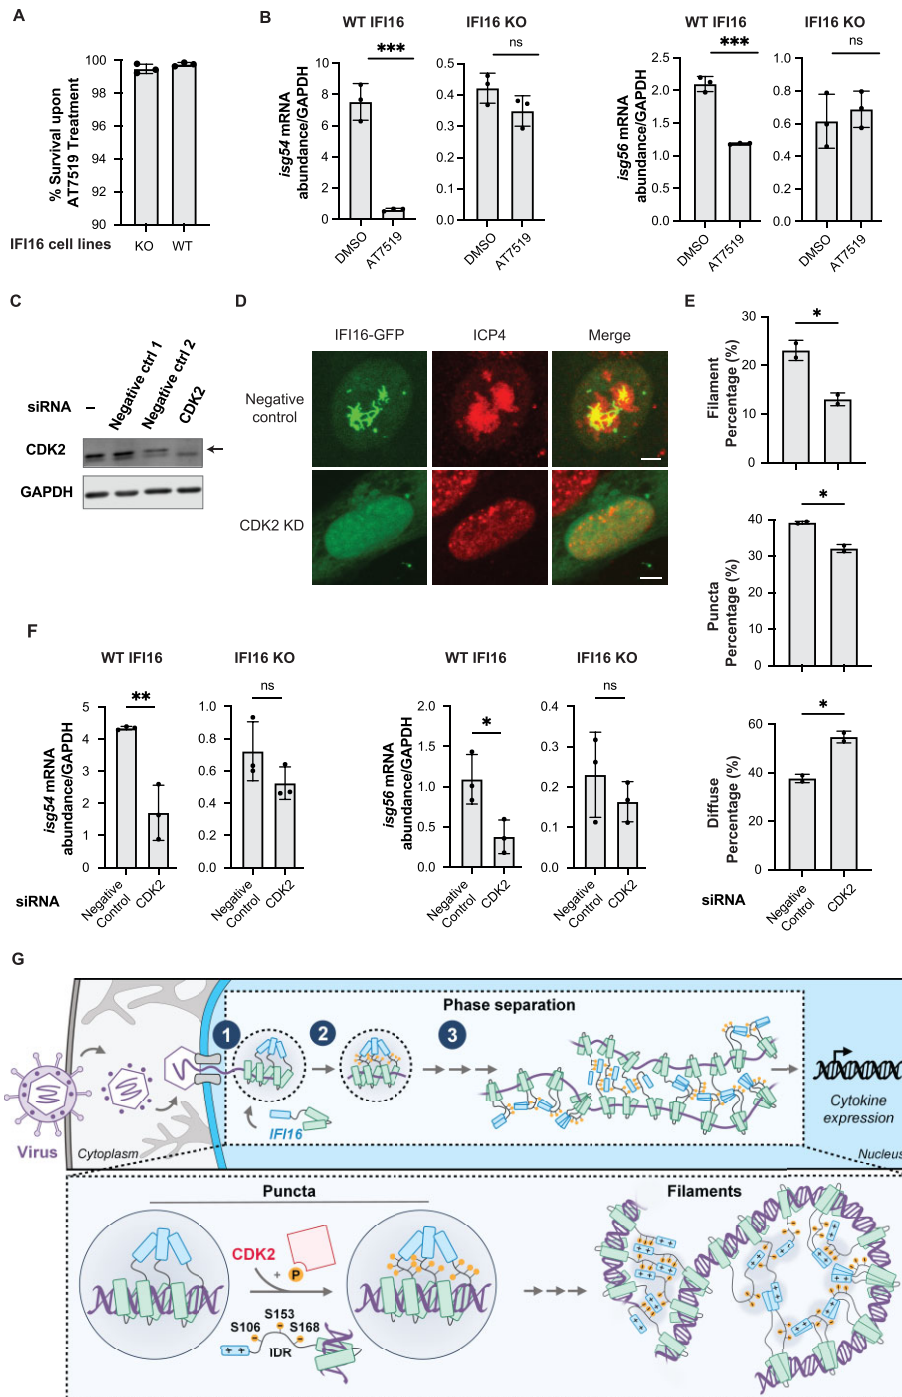 A
% Survival upon
AT7519 Treatment
100
98
96
94
92
90
IFI16 cell lines
KO
WT
B
WT IFI16
IFI16 KO
isg54 mRNA
abundance/GAPDH
10
8
6
4
2
0
***
DMSO
AT7519
0.5
0.4
0.3
0.2
0.1
0.0
ns
DMSO
AT7519
WT IFI16
IFI16 KO
isg56 mRNA
abundance/GAPDH
2.5
2.0
1.5
1.0
0.5
0.0
***
DMSO
AT7519
1.0
0.8
0.6
0.4
0.2
0.0
ns
DMSO
AT7519
C
siRNA
–
Negative ctrl 1
Negative ctrl 2
CDK2
CDK2
GAPDH
D
IFI16-GFP
ICP4
Merge
Negative
control
CDK2 KD
E
Filament
Percentage (%)
30
20
10
0
*
Puncta
Percentage (%)
40
30
20
10
0
*
Diffuse
Percentage (%)
60
40
20
0
*
siRNA
Negative
Control
CDK2
F
WT IFI16
IFI16 KO
isg54 mRNA
abundance/GAPDH
5
4
3
2
1
0
**
1.0
0.8
0.6
0.4
0.2
0.0
ns
siRNA
Negative
Control
CDK2
Negative
Control
CDK2
WT IFI16
IFI16 KO
isg56 mRNA
abundance/GAPDH
2.0
1.5
1.0
0.5
0.0
*
0.4
0.3
0.2
0.1
0.0
ns
Negative
Control
CDK2
Negative
Control
CDK2
G
Phase separation
1
2
3
IFI16
Virus
Cytoplasm
Cytokine
expression
Nucleus
Puncta
Filaments
CDK2
+ P
S106
S153
S168
IDR